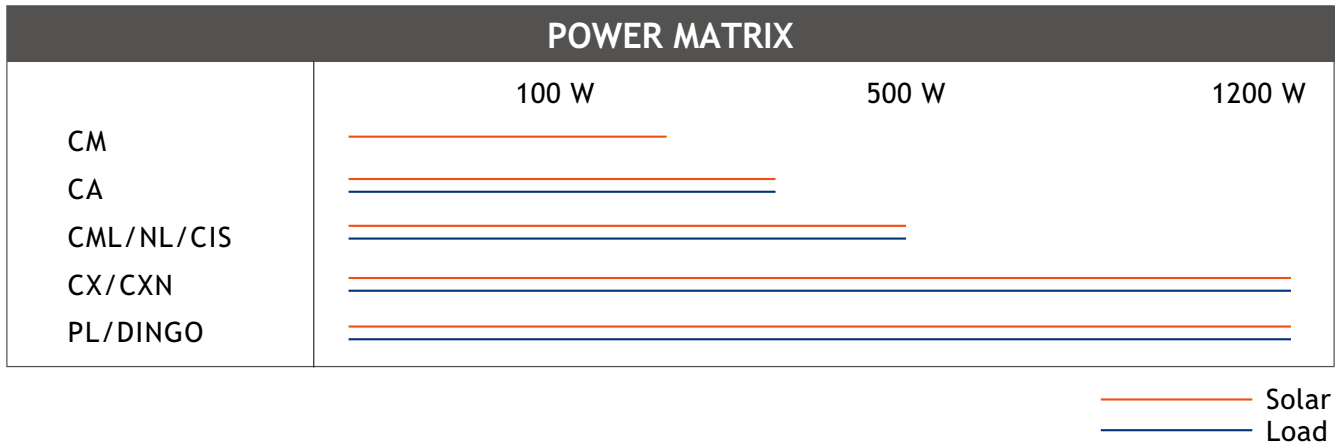 POWER MATRIX
100 W 500 W 1200 W
CM
CA
CML/NL/CIS
CX/CXN
PL/DINGO
Solar
Load